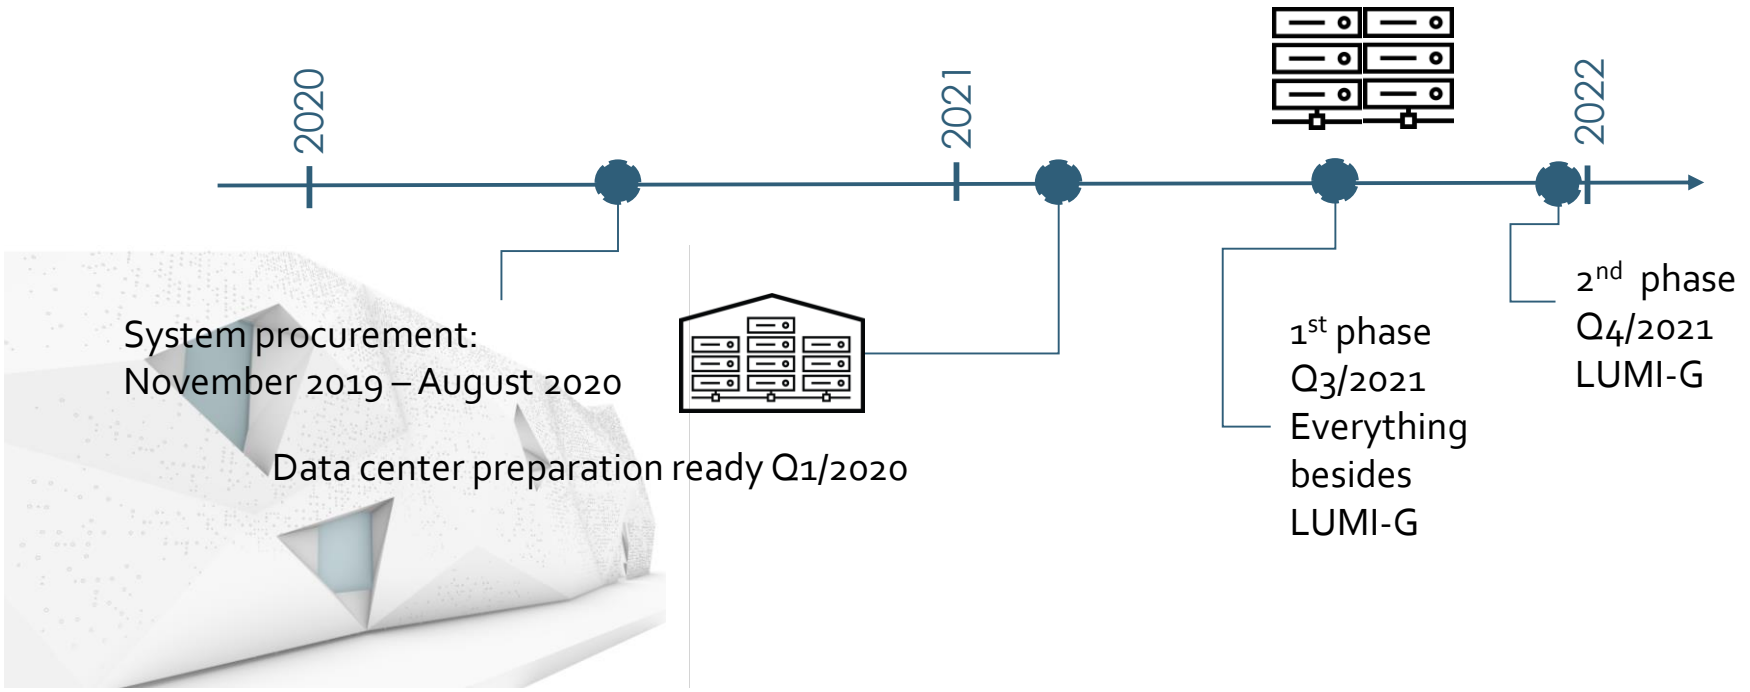 2020
2021
2022
System procurement:
November 2019 – August 2020
Data center preparation ready Q1/2020
1st phase
Q3/2021
Everything
besides
LUMI-G
2nd phase
Q4/2021
LUMI-G